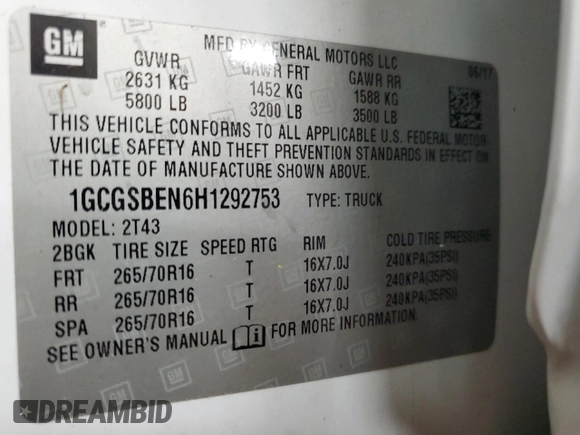 GM
MFD BY GENERAL MOTORS LLC
06/17
GVWR GAWR FRT GAWR RR
2631 KG 1452 KG 1588 KG
5800 LB 3200 LB 3500 LB
THIS VEHICLE CONFORMS TO ALL APPLICABLE U.S. FEDERAL MOTOR
VEHICLE SAFETY AND THEFT PREVENTION STANDARDS IN EFFECT ON
THE DATE OF MANUFACTURE SHOWN ABOVE.
1GCGSBEN6H1292753 TYPE: TRUCK
MODEL: 2T43
2BGK TIRE SIZE SPEED RTG RIM COLD TIRE PRESSURE
FRT 265/70R16 T 16X7.0J 240KPA(35PSI)
RR 265/70R16 T 16X7.0J 240KPA(35PSI)
SPA 265/70R16 T 16X7.0J 240KPA(35PSI)
SEE OWNER'S MANUAL FOR MORE INFORMATION.
DREAMBID